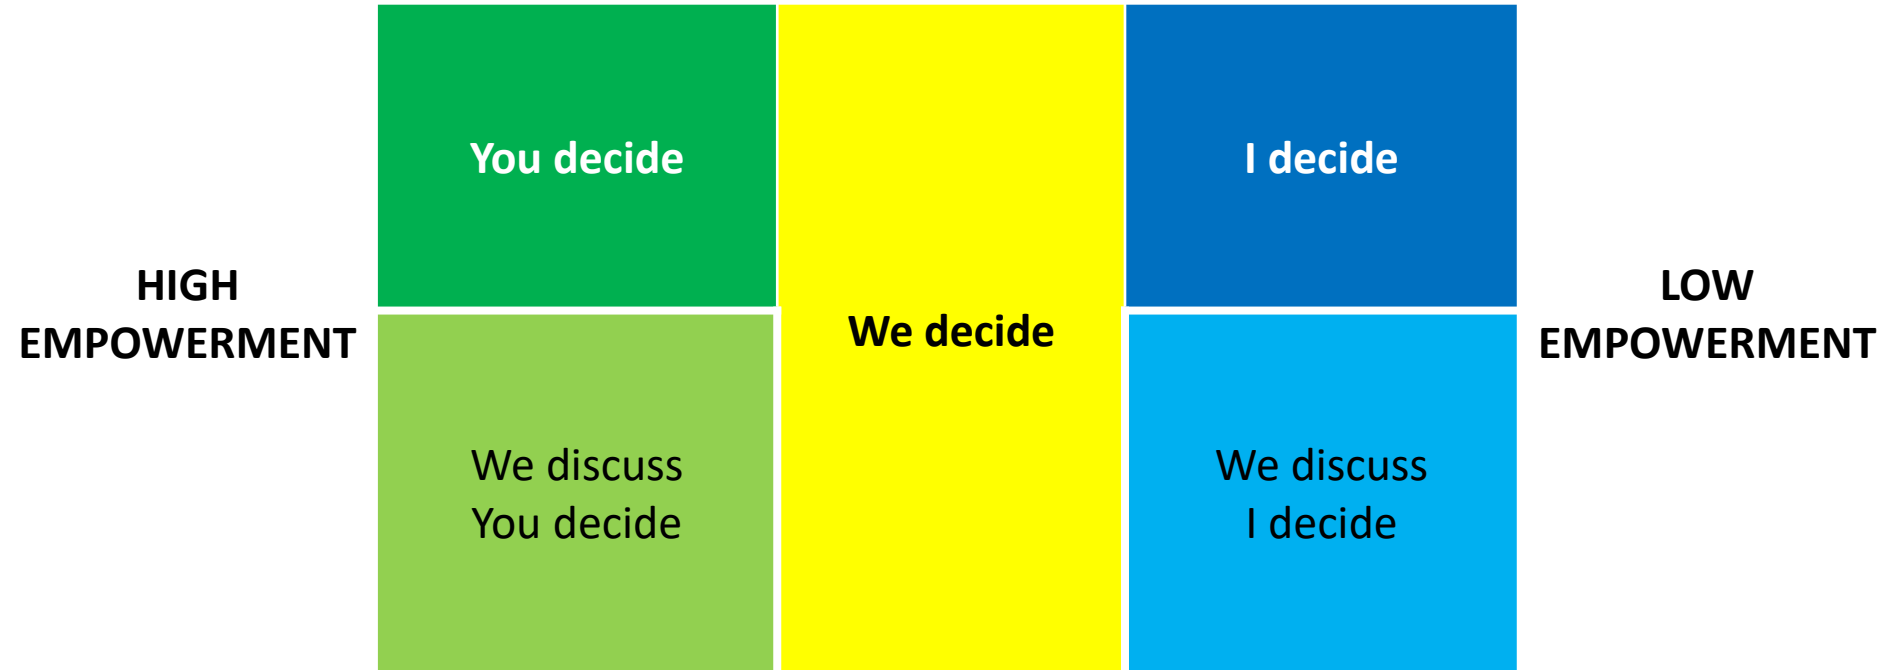 HIGH
EMPOWERMENT
You decide
We discuss
You decide
We decide
I decide
We discuss
I decide
LOW
EMPOWERMENT